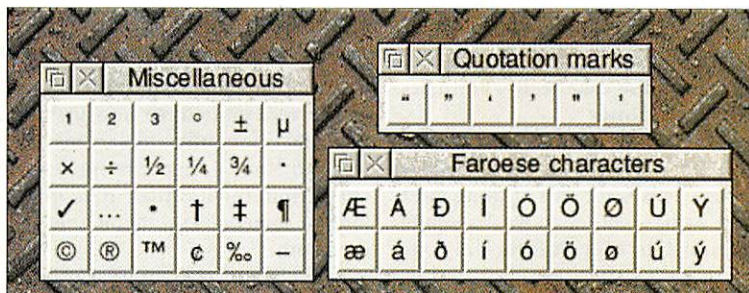 Miscellaneous
¹ ² ³ ° ± µ
× ÷ ½ ¼ ¾ ·
✓ … • † ‡ ¶
© ® ™ ¢ ‰ –
Quotation marks
“ ” ‘ ’ " '
Faroese characters
Æ Á Ð Í Ó Ö Ø Ú Ý
æ á ð í ó ö ø ú ý